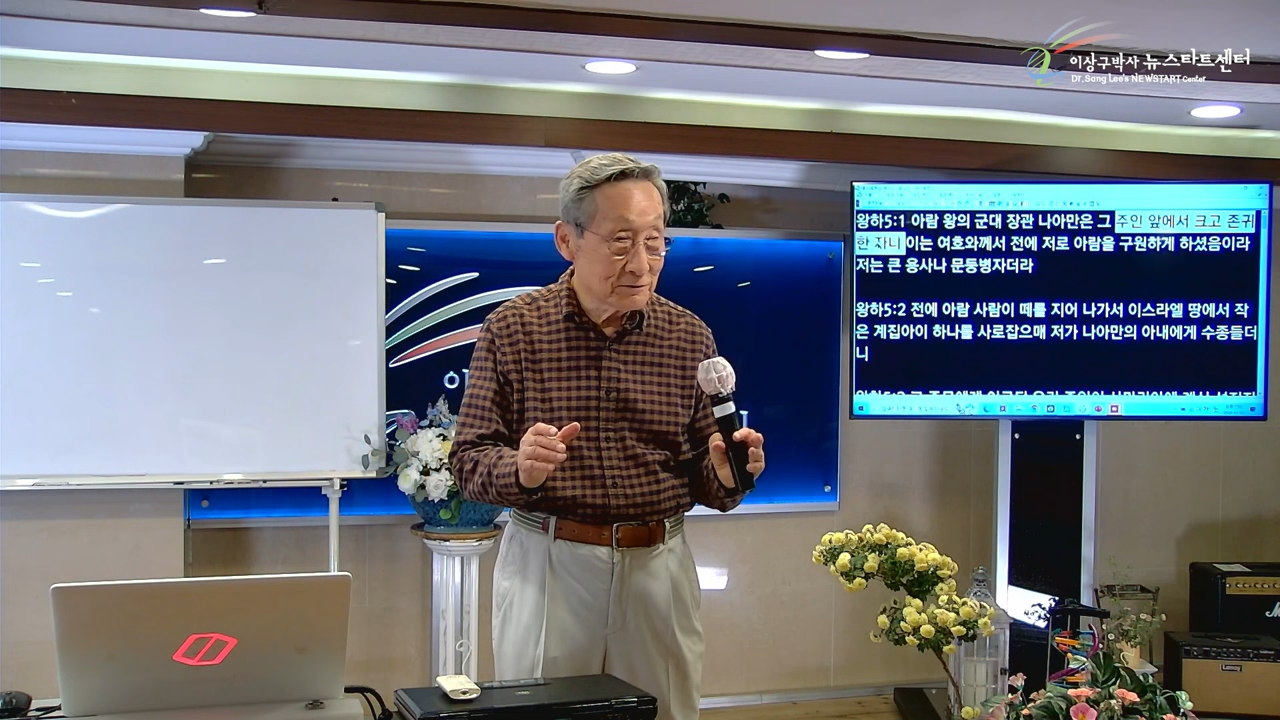 이상구박사 뉴스타트센터
Dr. Sang Lee's NEWSTART Center
왕하5:1 아람 왕의 군대 장관 나아만은 그 주인 앞에서 크고 존귀
한 자니 이는 여호와께서 전에 저로 아람을 구원하게 하셨음이라
저는 큰 용사나 문둥병자더라
왕하5:2 전에 아람 사람이 떼를 지어 나가서 이스라엘 땅에서 작
은 계집아이 하나를 사로잡으매 저가 나아만의 아내에게 수종들더
니